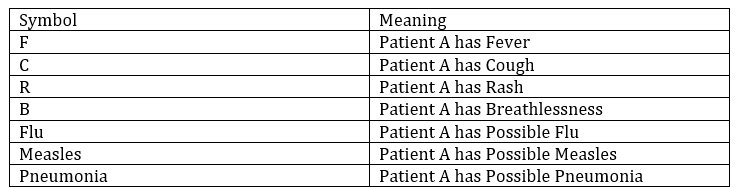 Symbol Meaning
F Patient A has Fever
C Patient A has Cough
R Patient A has Rash
B Patient A has Breathlessness
Flu Patient A has Possible Flu
Measles Patient A has Possible Measles
Pneumonia Patient A has Possible Pneumonia